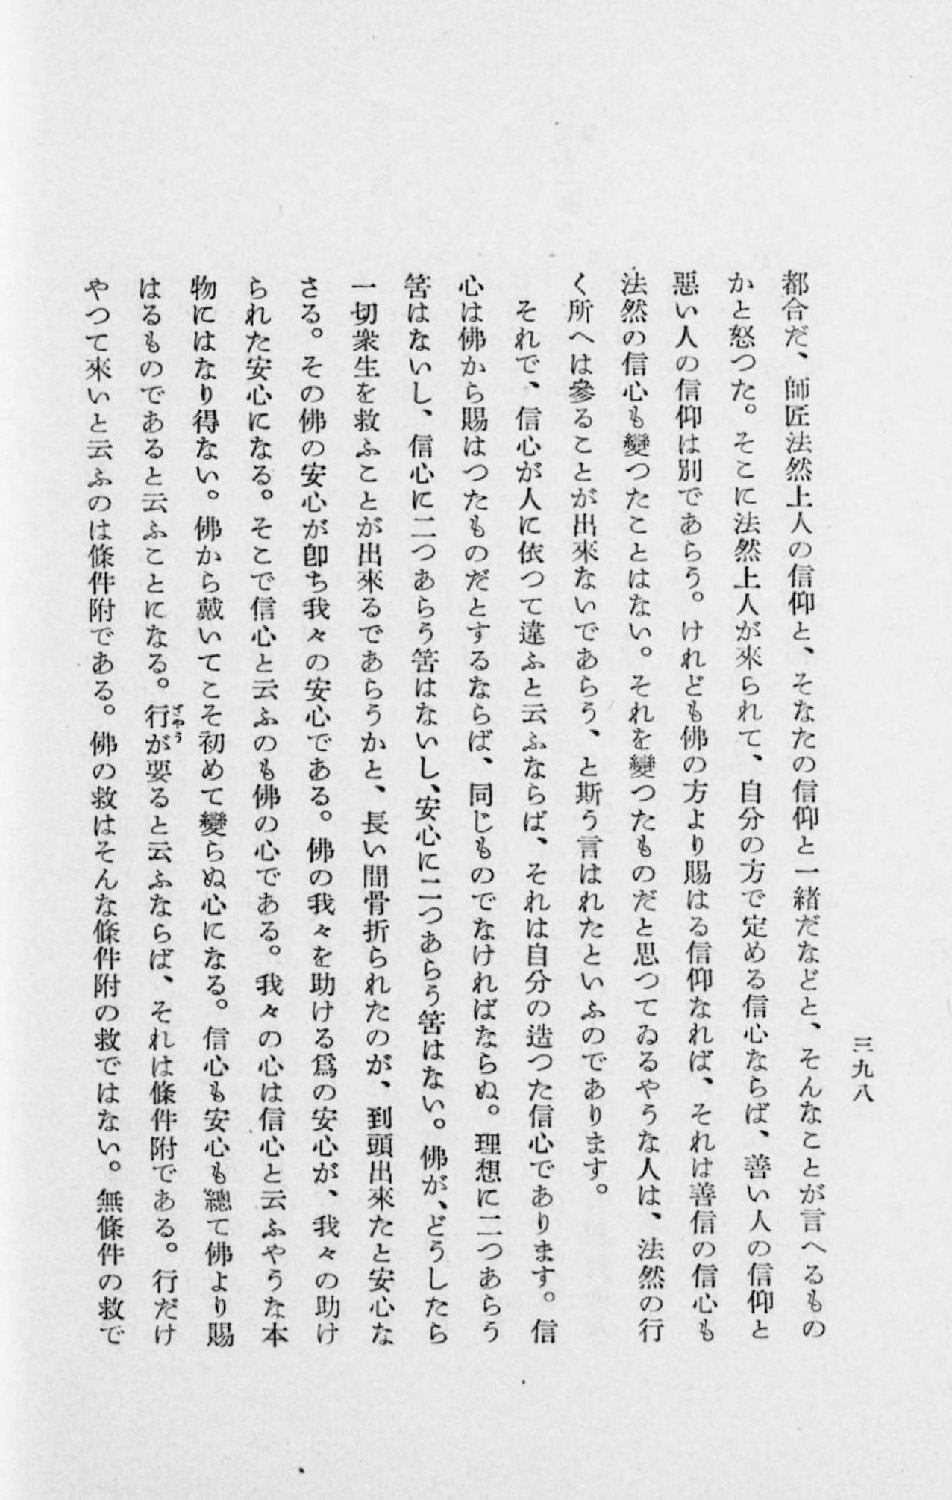 三九八
都合だ、師匠法然上人の信仰と、そなたの信仰と一緒だなどと、そんなことが言へるもの
かと怒つた。そこに法然上人が來られて、自分の方で定める信心ならば、善い人の信仰と
惡い人の信仰は別であらう。けれども佛の方より賜はる信仰なれば、それは善信の信心も
法然の信心も變つたことはない。それを變つたものだと思つてゐるやうな人は、法然の行
く所へは參ることが出來ないであらう、と斯う言はれたといふのであります。
それで、信心が人に依つて違ふと云ふならば、それは自分の造つた信心であります。信
心は佛から賜はつたものだとするならば、同じものでなければならぬ。理想に二つあらう
筈はないし、信心に二つあらう筈はないし、安心に二つあらう筈はない。佛が、どうしたら
一切衆生を救ふことが出來るであらうかと、長い間骨折られたのが、到頭出來たと安心な
さる。その佛の安心が卽ち我々の安心である。佛の我々を助ける爲の安心が、我々の助け
られた安心になる。そこで信心と云ふのも佛の心である。我々の心は信心と云ふやうな本
物にはなり得ない。佛から戴いてこそ初めて變らぬ心になる。信心も安心も總て佛より賜
はるものであると云ふことになる。行ぎやうが要ると云ふならば、それは條件附である。行だけ
やつて來いと云ふのは條件附である。佛の救はそんな條件附の救ではない。無條件の救で